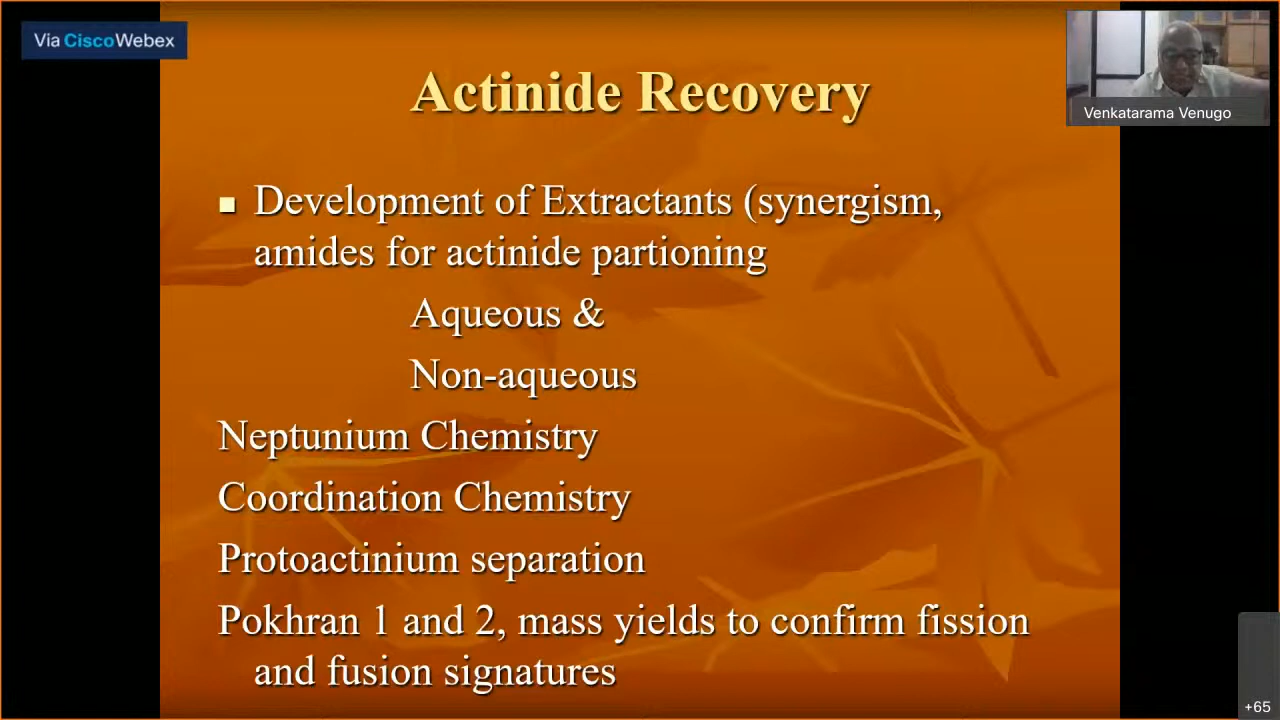 Via CiscoWebex
Actinide Recovery
Venkatarama Venugo
Development of Extractants (synergism,
amides for actinide partioning
Aqueous &
Non-aqueous
Neptunium Chemistry
Coordination Chemistry
Protoactinium separation
Pokhran 1 and 2, mass yields to confirm fission
and fusion signatures
+65